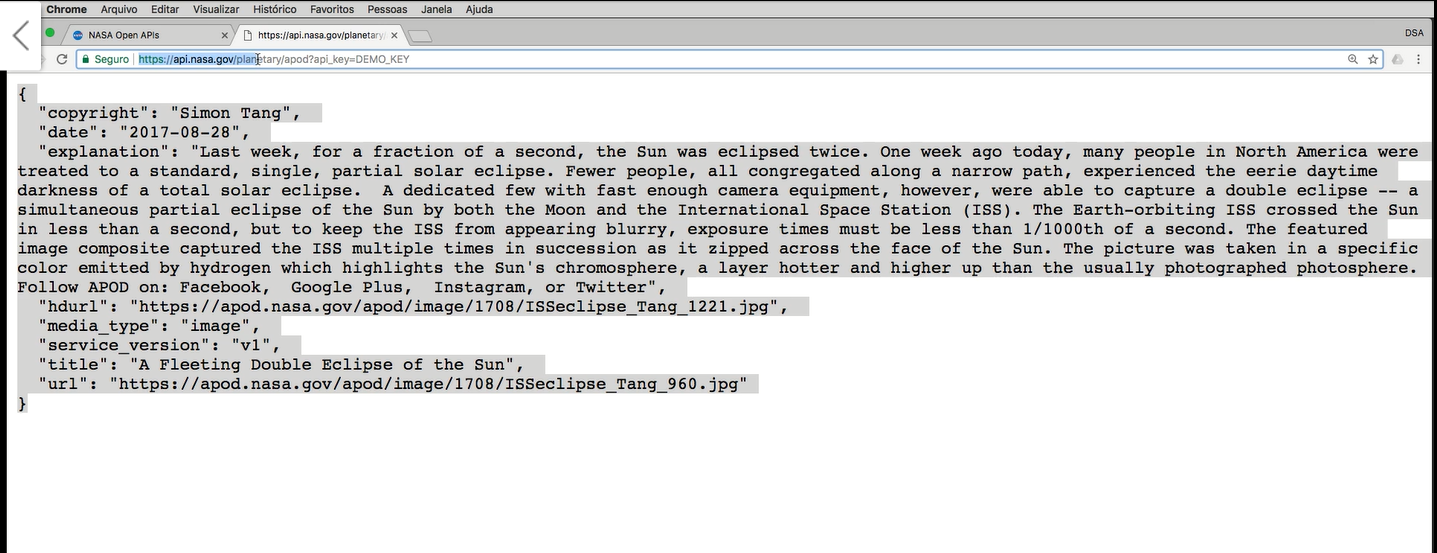 Chrome Arquivo Editar Visualizar Histórico Favoritos Pessoas Janela Ajuda
NASA Open APIs https://api.nasa.gov/planetary/ DSA
Seguro https://api.nasa.gov/planetary/apod?api_key=DEMO_KEY
{
"copyright": "Simon Tang",
"date": "2017-08-28",
"explanation": "Last week, for a fraction of a second, the Sun was eclipsed twice. One week ago today, many people in North America were
treated to a standard, single, partial solar eclipse. Fewer people, all congregated along a narrow path, experienced the eerie daytime
darkness of a total solar eclipse.  A dedicated few with fast enough camera equipment, however, were able to capture a double eclipse -- a
simultaneous partial eclipse of the Sun by both the Moon and the International Space Station (ISS). The Earth-orbiting ISS crossed the Sun
in less than a second, but to keep the ISS from appearing blurry, exposure times must be less than 1/1000th of a second. The featured
image composite captured the ISS multiple times in succession as it zipped across the face of the Sun. The picture was taken in a specific
color emitted by hydrogen which highlights the Sun's chromosphere, a layer hotter and higher up than the usually photographed photosphere.
Follow APOD on: Facebook,  Google Plus,  Instagram, or Twitter",
"hdurl": "https://apod.nasa.gov/apod/image/1708/ISSeclipse_Tang_1221.jpg",
"media_type": "image",
"service_version": "v1",
"title": "A Fleeting Double Eclipse of the Sun",
"url": "https://apod.nasa.gov/apod/image/1708/ISSeclipse_Tang_960.jpg"
}